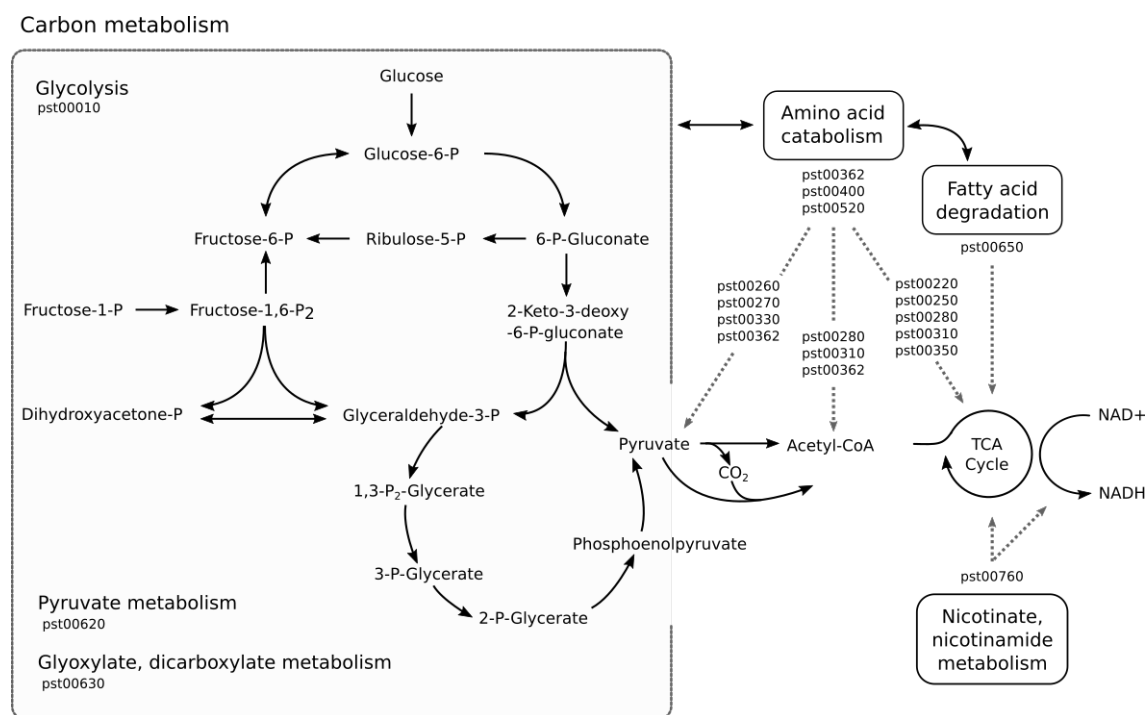 Carbon metabolism
Glycolysis
pst00010
Glucose
Glucose-6-P
Fructose-6-P
Ribulose-5-P
6-P-Gluconate
Fructose-1-P
Fructose-1,6-P2
2-Keto-3-deoxy
-6-P-gluconate
Dihydroxyacetone-P
Glyceraldehyde-3-P
Pyruvate
CO2
Acetyl-CoA
1,3-P2-Glycerate
3-P-Glycerate
2-P-Glycerate
Phosphoenolpyruvate
Pyruvate metabolism
pst00620
Glyoxylate, dicarboxylate metabolism
pst00630
Amino acid
catabolism
pst00362
pst00400
pst00520
Fatty acid
degradation
pst00650
pst00260
pst00270
pst00330
pst00362
pst00280
pst00310
pst00362
pst00220
pst00250
pst00280
pst00310
pst00350
TCA
Cycle
NAD+
NADH
pst00760
Nicotinate,
nicotinamide
metabolism